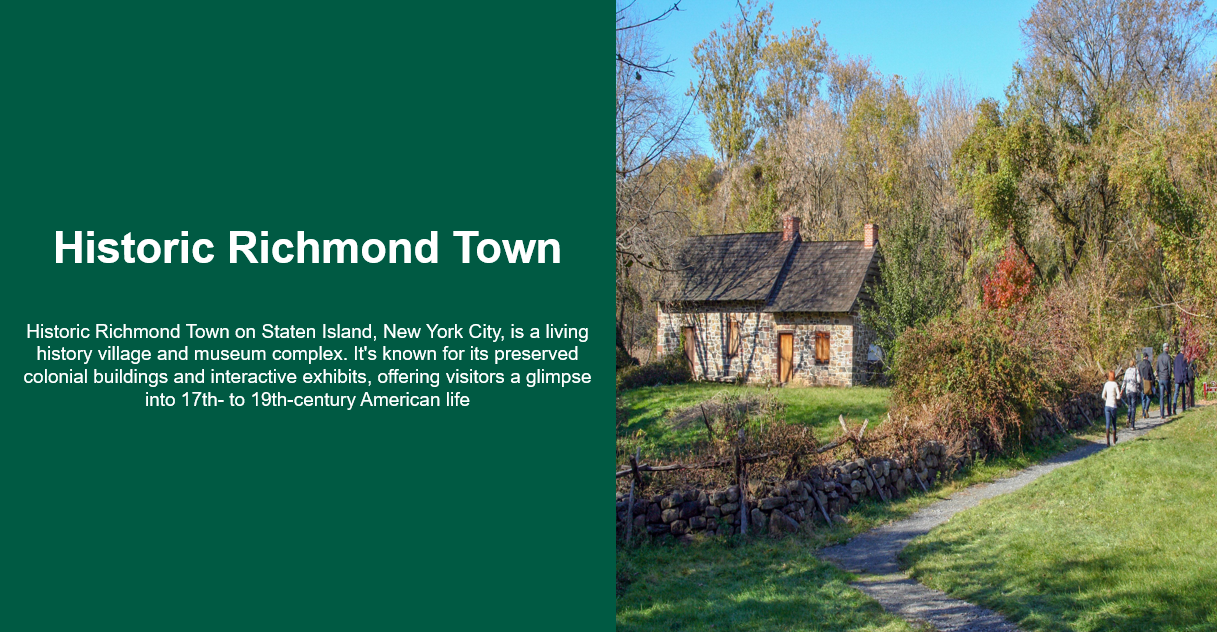 Historic Richmond Town
Historic Richmond Town on Staten Island, New York City, is a living
history village and museum complex. It's known for its preserved
colonial buildings and interactive exhibits, offering visitors a glimpse
into 17th- to 19th-century American life